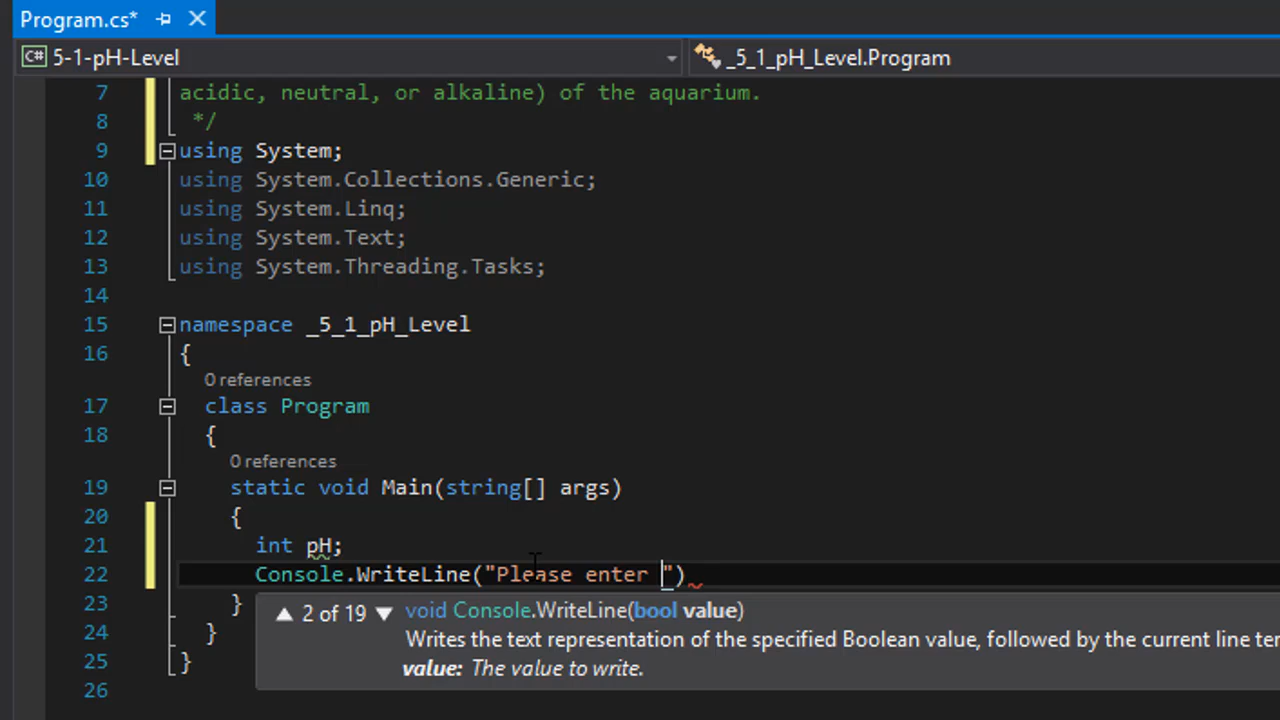 Program.cs*
C# 5-1-pH-Level _5_1_pH_Level.Program
7 acidic, neutral, or alkaline) of the aquarium.
8 */
9 using System;
10 using System.Collections.Generic;
11 using System.Linq;
12 using System.Text;
13 using System.Threading.Tasks;
14
15 namespace _5_1_pH_Level
16 {
0 references
17 class Program
18 {
0 references
19 static void Main(string[] args)
20 {
21 int pH;
22 Console.WriteLine("Please enter ")
23 }
▲ 2 of 19 ▼ void Console.WriteLine(bool value)
24 }
Writes the text representation of the specified Boolean value, followed by the current line
25 }
value: The value to write.
26